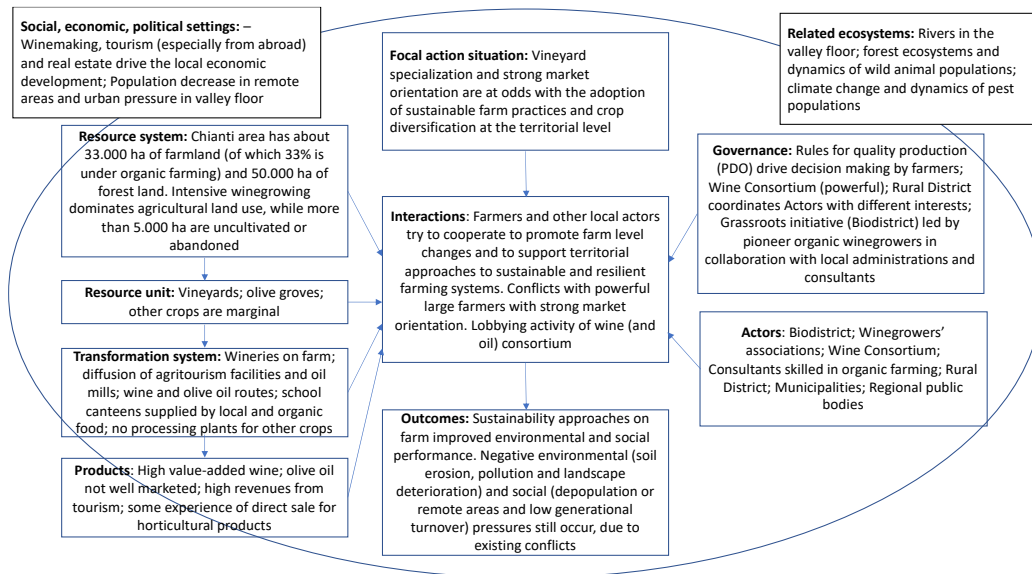 Social, economic, political settings: –
Winemaking, tourism (especially from abroad)
and real estate drive the local economic
development; Population decrease in remote
areas and urban pressure in valley floor
Focal action situation: Vineyard
specialization and strong market
orientation are at odds with the adoption
of sustainable farm practices and crop
diversification at the territorial level
Related ecosystems: Rivers in the
valley floor; forest ecosystems and
dynamics of wild animal populations;
climate change and dynamics of pest
populations
Resource system: Chianti area has about
33.000 ha of farmland (of which 33% is
under organic farming) and 50.000 ha of
forest land. Intensive winegrowing
dominates agricultural land use, while more
than 5.000 ha are uncultivated or
abandoned
Resource unit: Vineyards; olive groves;
other crops are marginal
Transformation system: Wineries on farm;
diffusion of agritourism facilities and oil
mills; wine and olive oil routes; school
canteens supplied by local and organic
food; no processing plants for other crops
Products: High value-added wine; olive oil
not well marketed; high revenues from
tourism; some experience of direct sale for
horticultural products
Interactions: Farmers and other local actors
try to cooperate to promote farm level
changes and to support territorial
approaches to sustainable and resilient
farming systems. Conflicts with powerful
large farmers with strong market
orientation. Lobbying activity of wine (and
oil) consortium
Outcomes: Sustainability approaches on
farm improved environmental and social
performance. Negative environmental (soil
erosion, pollution and landscape
deterioration) and social (depopulation or
remote areas and low generational
turnover) pressures still occur, due to
existing conflicts
Governance: Rules for quality production
(PDO) drive decision making by farmers;
Wine Consortium (powerful); Rural District
coordinates Actors with different interests;
Grassroots initiative (Biodistrict) led by
pioneer organic winegrowers in
collaboration with local administrations and
consultants
Actors: Biodistrict; Winegrowers’
associations; Wine Consortium;
Consultants skilled in organic farming; Rural
District; Municipalities; Regional public
bodies